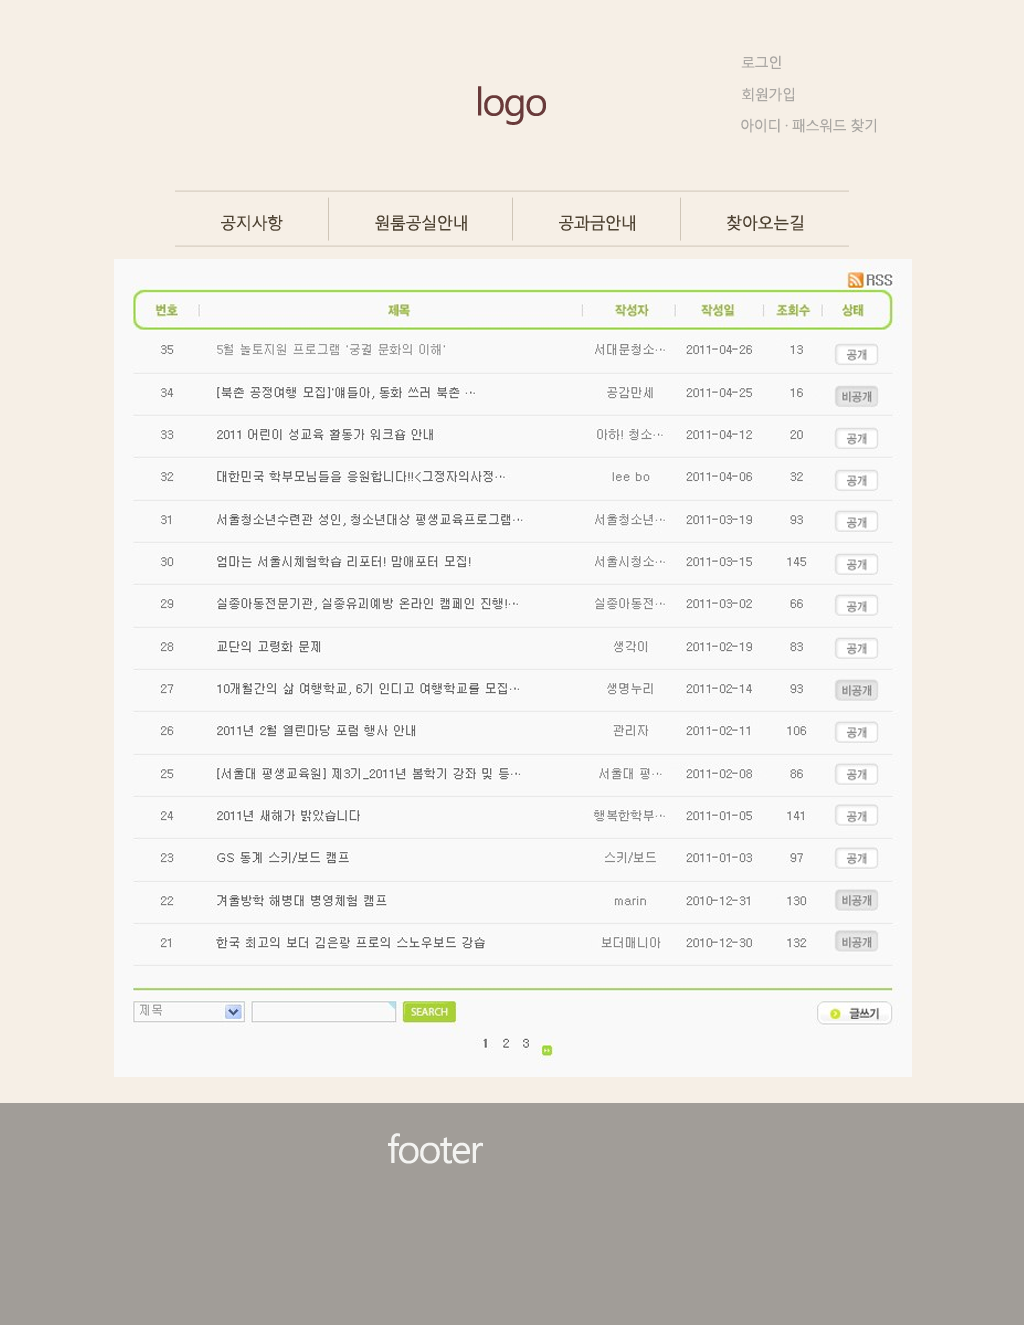 로그인
logo
회원가입
아이디 · 패스워드 찾기
공지사항 원룸공실안내 공과금안내 찾아오는길
RSS
번호 제목 작성자 작성일 조회수 상태
35 5월 놀토지원 프로그램 '궁궐 문화의 이해' 서대문청소… 2011-04-26 13 공개
34 [북촌 공정여행 모집]'얘들아, 동화 쓰러 북촌 … 공감만세 2011-04-25 16 비공개
33 2011 어린이 성교육 활동가 워크숍 안내 아하! 청소… 2011-04-12 20 공개
32 대한민국 학부모님들을 응원합니다!!<그정자의사정… lee bo 2011-04-06 32 공개
31 서울청소년수련관 성인, 청소년대상 평생교육프로그램… 서울청소년… 2011-03-19 93 공개
30 엄마는 서울시체험학습 리포터! 맘애포터 모집! 서울시청소… 2011-03-15 145 공개
29 실종아동전문기관, 실종유괴예방 온라인 캠페인 진행!… 실종아동전… 2011-03-02 66 공개
28 교단의 고령화 문제 생각이 2011-02-19 83 공개
27 10개월간의 삶 여행학교, 6기 인디고 여행학교를 모집… 생명누리 2011-02-14 93 비공개
26 2011년 2월 열린마당 포럼 행사 안내 관리자 2011-02-11 106 공개
25 [서울대 평생교육원] 제3기_2011년 봄학기 강좌 및 등… 서울대 평… 2011-02-08 86 공개
24 2011년 새해가 밝았습니다 행복한학부… 2011-01-05 141 공개
23 GS 동계 스키/보드 캠프 스키/보드 2011-01-03 97 공개
22 겨울방학 해병대 병영체험 캠프 marin 2010-12-31 130 비공개
21 한국 최고의 보더 김은광 프로의 스노우보드 강습 보더매니아 2010-12-30 132 비공개
제목 SEARCH 글쓰기
1 2 3
footer